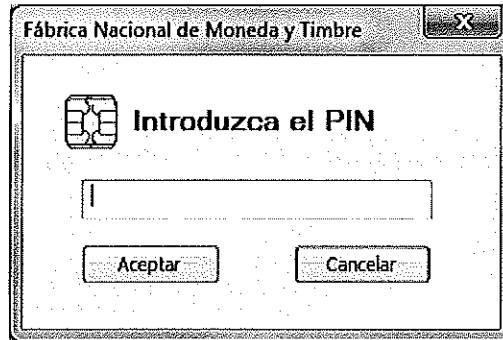 Fábrica Nacional de Moneda y Timbre
X
Introduzca el PIN
Aceptar
Cancelar